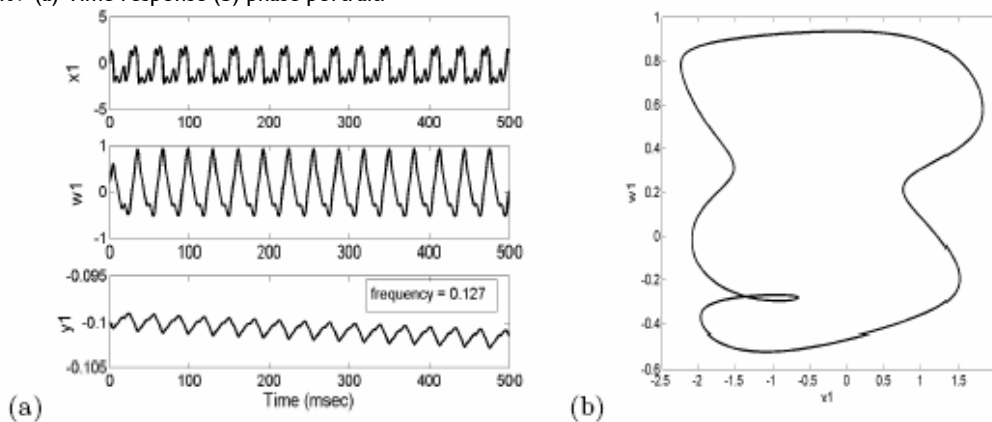 (a) Time response (b) phase portrait.
5
0
-5
x1
0 100 200 300 400 500
1
0
-1
w1
0 100 200 300 400 500
-0.095
-0.1
-0.105
y1
frequency = 0.127
0 100 200 300 400 500
Time (msec)
(a)
1
0.8
0.6
0.4
0.2
0
-0.2
-0.4
-0.6
w1
-2.5 -2 -1.5 -1 -0.5 0 0.5 1 1.5
x1
(b)